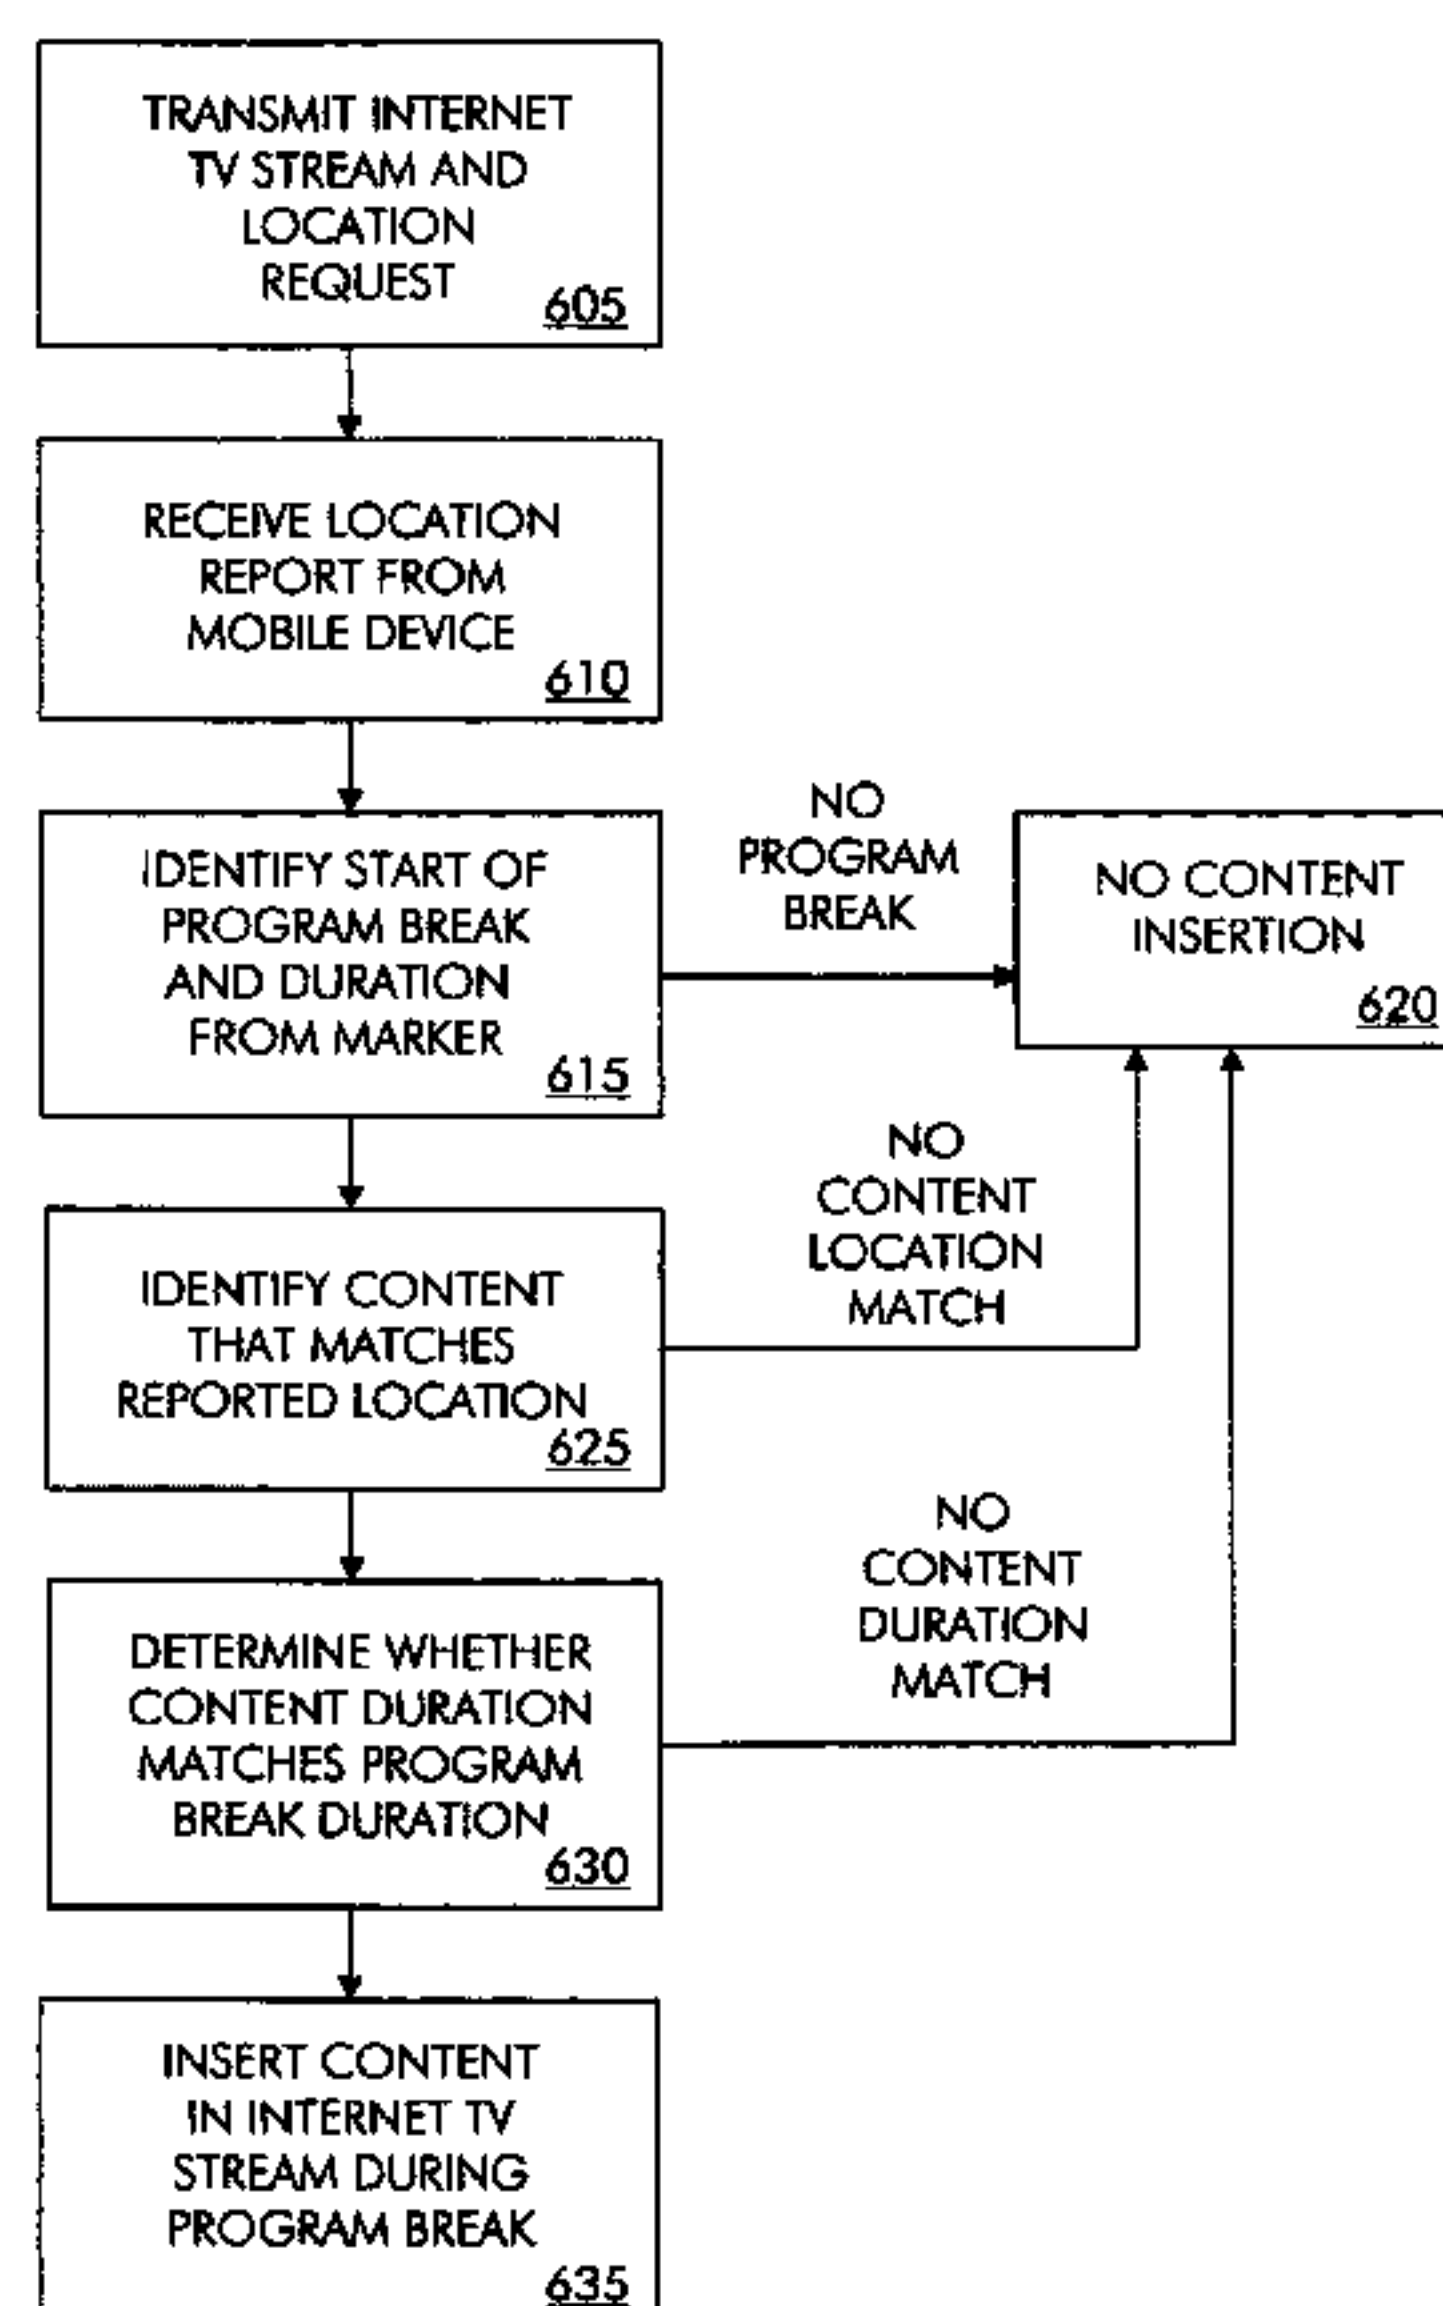 TRANSMIT INTERNET
TV STREAM AND
LOCATION
REQUEST
605
RECEIVE LOCATION
REPORT FROM
MOBILE DEVICE
610
IDENTIFY START OF
PROGRAM BREAK
AND DURATION
FROM MARKER
615
NO
PROGRAM
BREAK
NO CONTENT
INSERTION
620
IDENTIFY CONTENT
THAT MATCHES
REPORTED LOCATION
625
NO
CONTENT
LOCATION
MATCH
DETERMINE WHETHER
CONTENT DURATION
MATCHES PROGRAM
BREAK DURATION
630
NO
CONTENT
DURATION
MATCH
INSERT CONTENT
IN INTERNET TV
STREAM DURING
PROGRAM BREAK
635